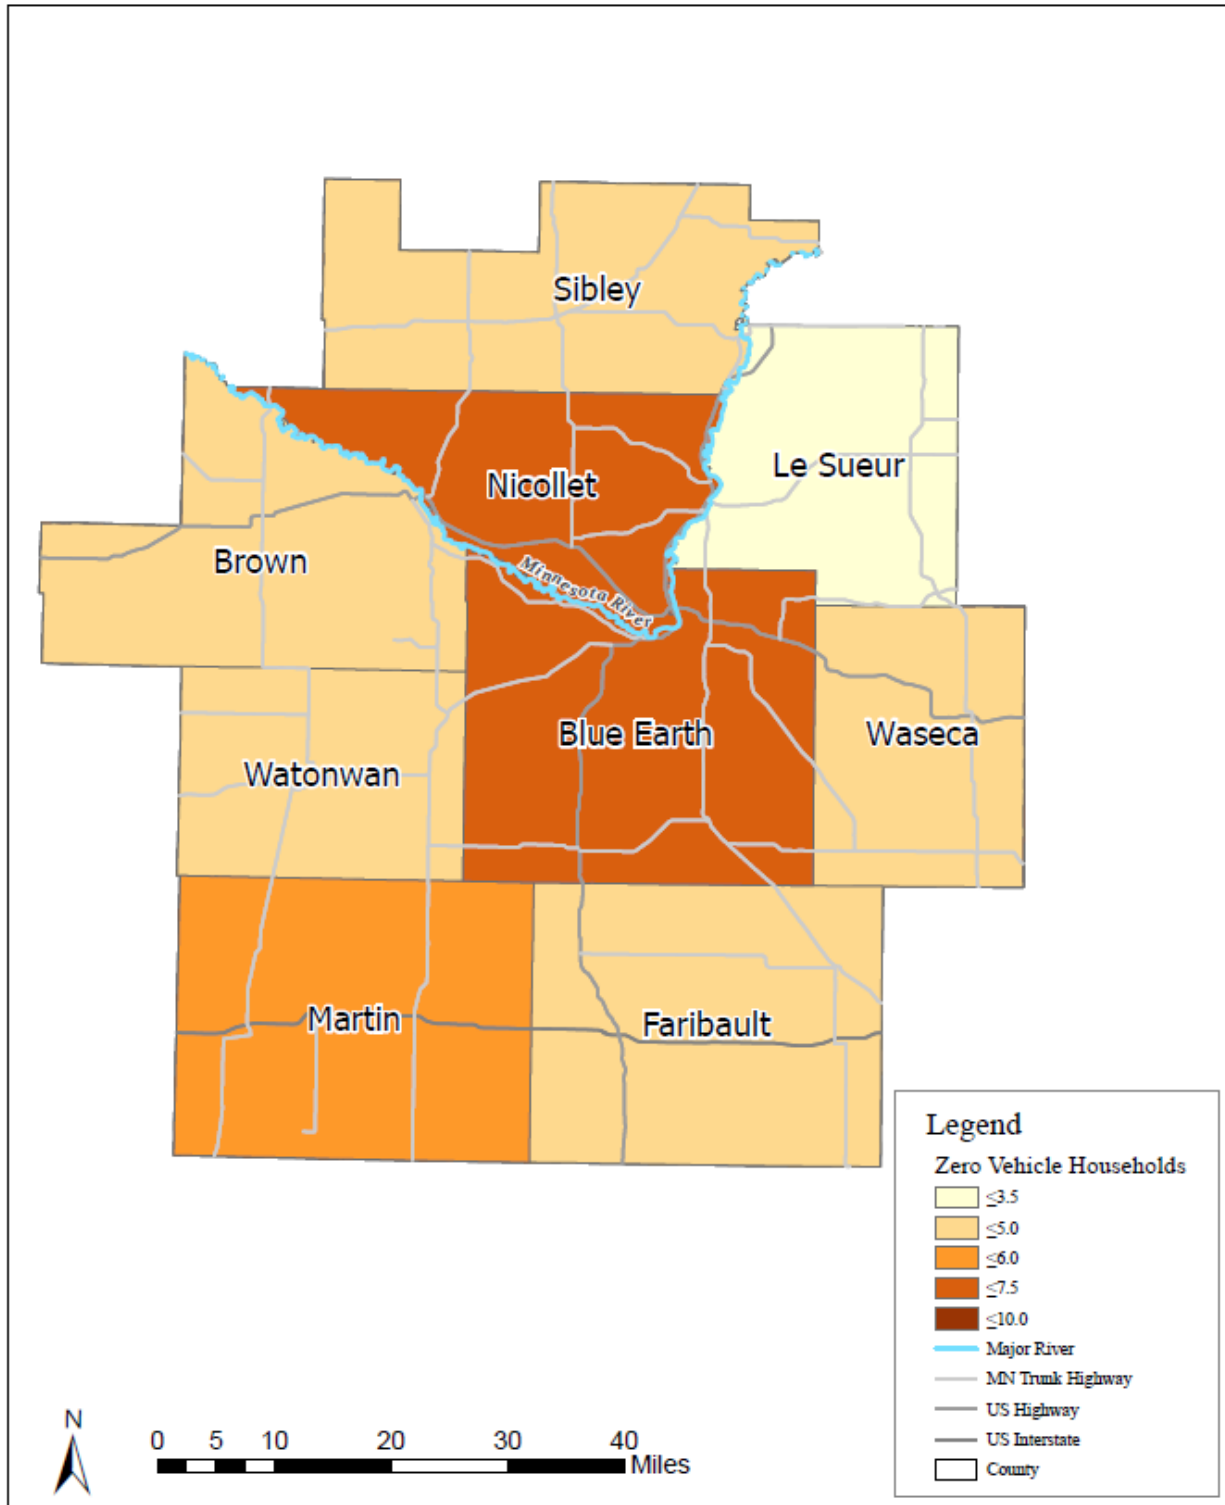 Sibley
Le Sueur
Nicollet
Brown
Minnesota River
Blue Earth
Waseca
Watonwan
Martin
Faribault
Legend
Zero Vehicle Households
≤3.5
≤5.0
≤6.0
≤7.5
≤10.0
Major River
MN Trunk Highway
US Highway
US Interstate
County
N
0 5 10 20 30 40
Miles